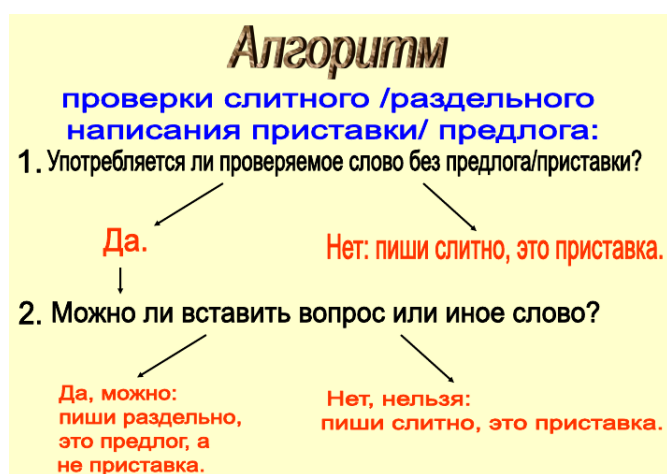 Алгоритм
проверки слитного /раздельного
написания приставки/ предлога:
1. Употребляется ли проверяемое слово без предлога/приставки?
Да.
Нет: пиши слитно, это приставка.
2. Можно ли вставить вопрос или иное слово?
Да, можно:
пиши раздельно,
это предлог, а
не приставка.
Нет, нельзя:
пиши слитно, это приставка.